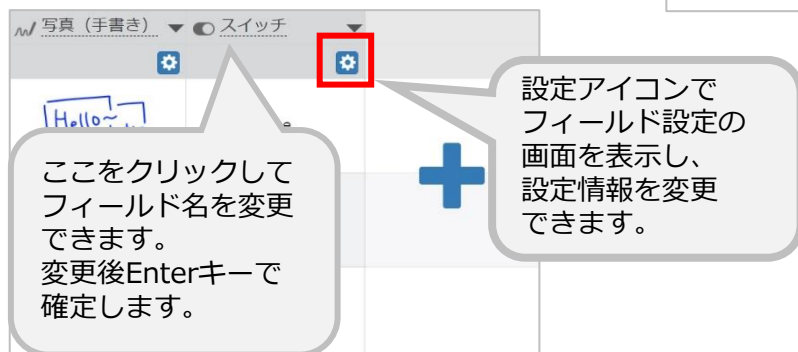 写真（手書き）
スイッチ
Hello~
設定アイコンで
フィールド設定の
画面を表示し、
設定情報を変更
できます。
ここをクリックして
フィールド名を変更
できます。
変更後Enterキーで
確定します。